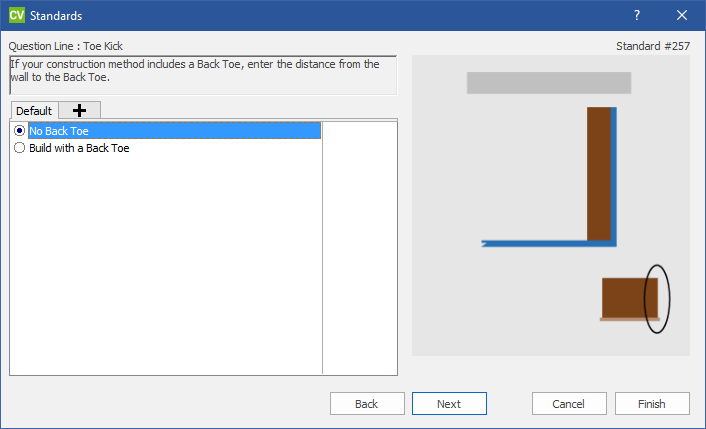 CV Standards ? ✕
Question Line : Toe Kick Standard #257
If your construction method includes a Back Toe, enter the distance from the
wall to the Back Toe.
Default +
No Back Toe
Build with a Back Toe
Back Next Cancel Finish